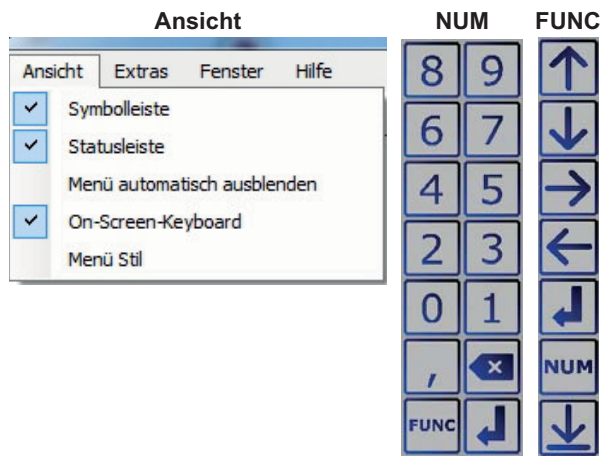 Ansicht NUM FUNC
Ansicht Extras Fenster Hilfe
Symbolleiste
Statusleiste
Menü automatisch ausblenden
On-Screen-Keyboard
Menü Stil
8 9
6 7
4 5
2 3
0 1
,
FUNC
NUM